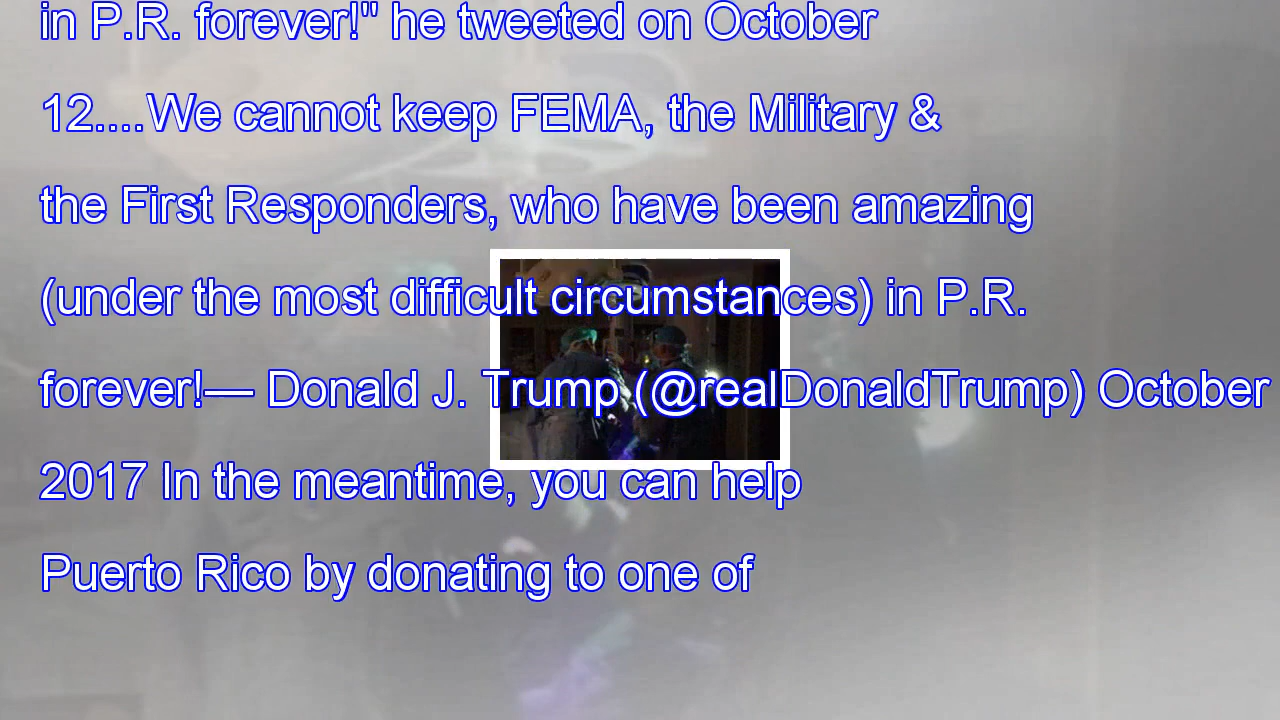 in P.R. forever!" he tweeted on October
12....We cannot keep FEMA, the Military &
the First Responders, who have been amazing
(under the most difficult circumstances) in P.R.
forever!— Donald J. Trump (@realDonaldTrump) October
2017 In the meantime, you can help
Puerto Rico by donating to one of